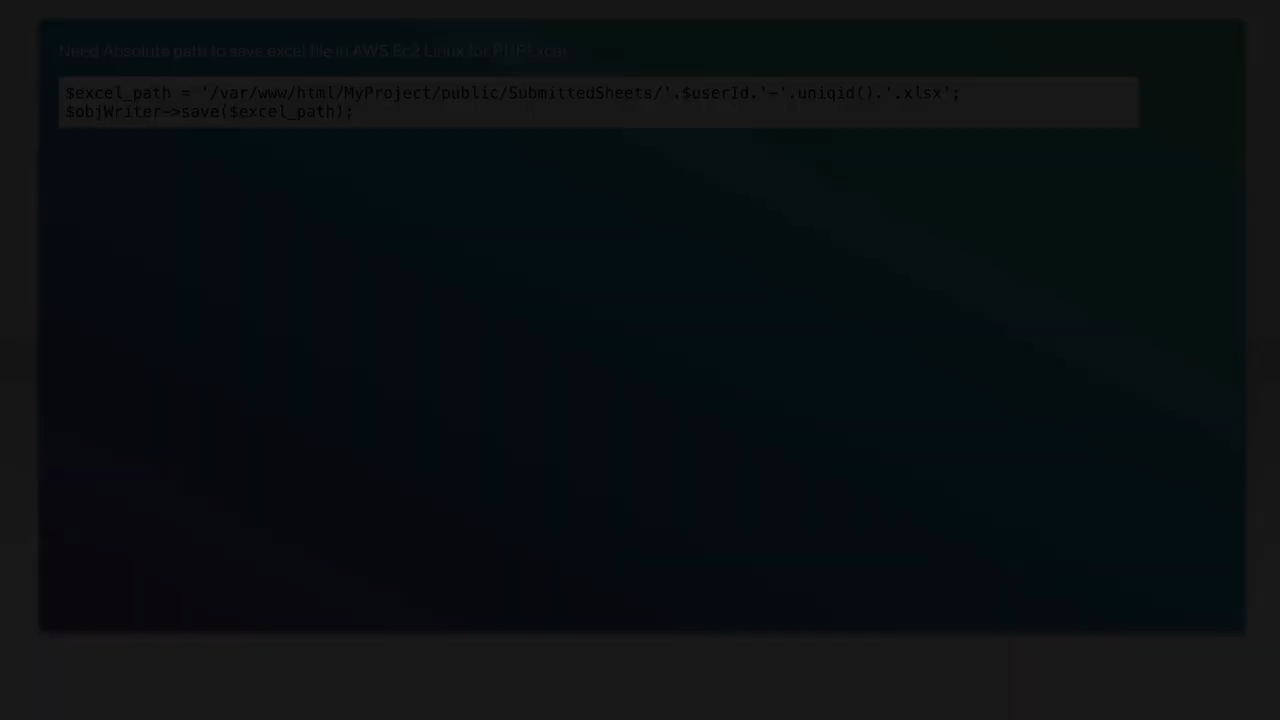 Need Absolute path to save excel file in AWS Ec2 Linux for PHPExcel
$excel_path = '/var/www/html/MyProject/public/SubmittedSheets/'.$userId.'-'.uniqid().'.xlsx';
$objWriter->save($excel_path);